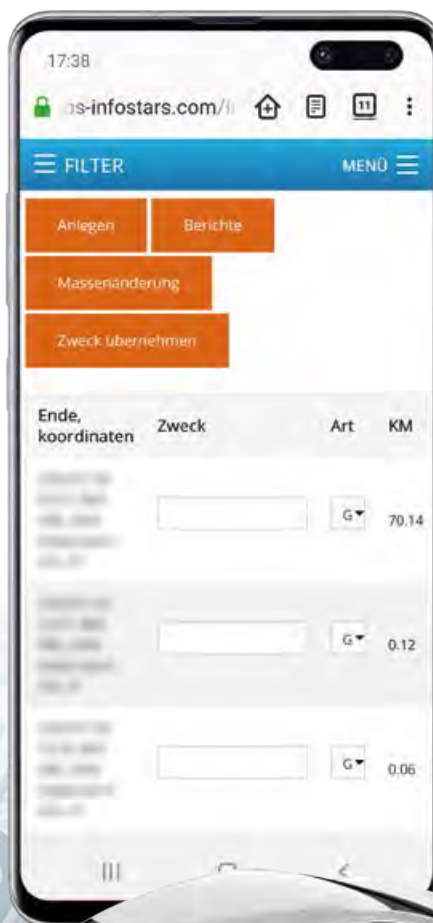 17:38
os-infostars.com/l
11
FILTER
MENÜ
Anlegen Berichte
Massenänderung
Zweck übernehmen
Ende,
koordinaten Zweck Art KM
G 70.14
G 0.12
G 0.06